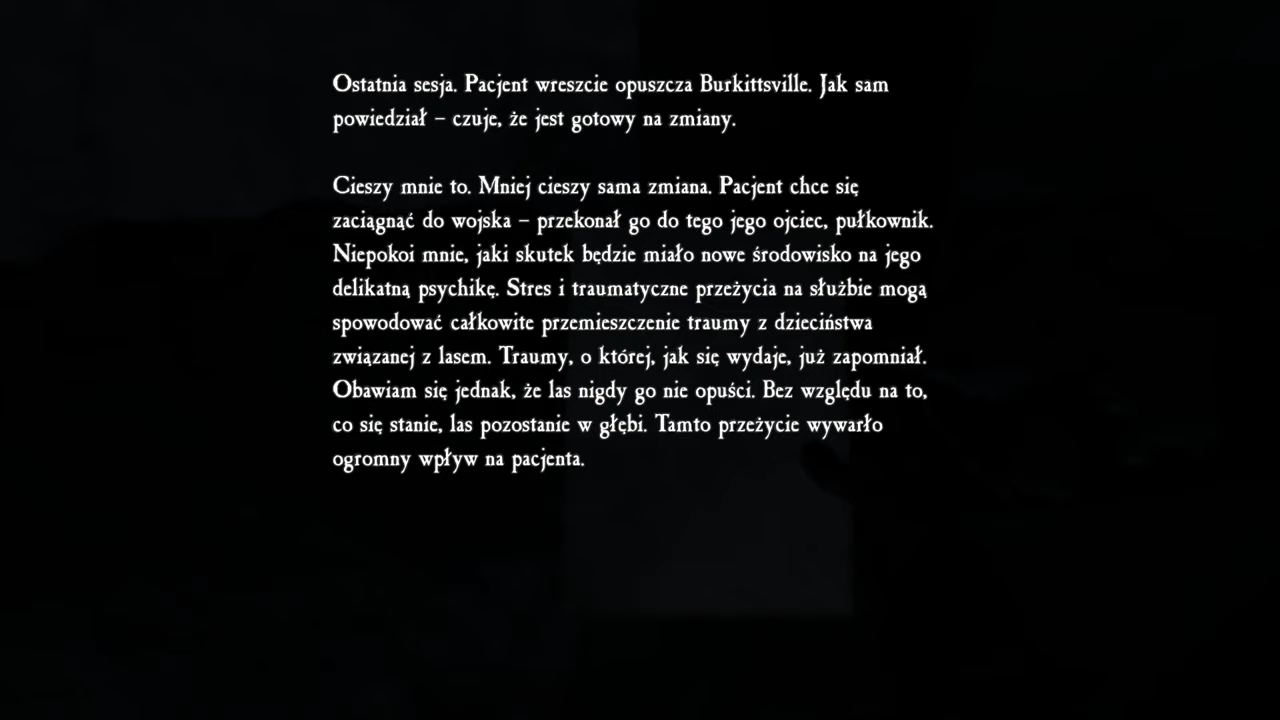 Ostatnia sesja. Pacjent wreszcie opuszcza Burkittsville. Jak sam
powiedział – czuje, że jest gotowy na zmiany.
Cieszy mnie to. Mniej cieszy sama zmiana. Pacjent chce się
zaciągnąć do wojska – przekonał go do tego jego ojciec, pułkownik.
Niepokoi mnie, jaki skutek będzie miało nowe środowisko na jego
delikatną psychikę. Stres i traumatyczne przeżycia na służbie mogą
spowodować całkowite przemieszczenie traumy z dzieciństwa
związanej z lasem. Traumy, o której, jak się wydaje, już zapomniał.
Obawiam się jednak, że las nigdy go nie opuści. Bez względu na to,
co się stanie, las pozostanie w głębi. Tamto przeżycie wywarło
ogromny wpływ na pacjenta.